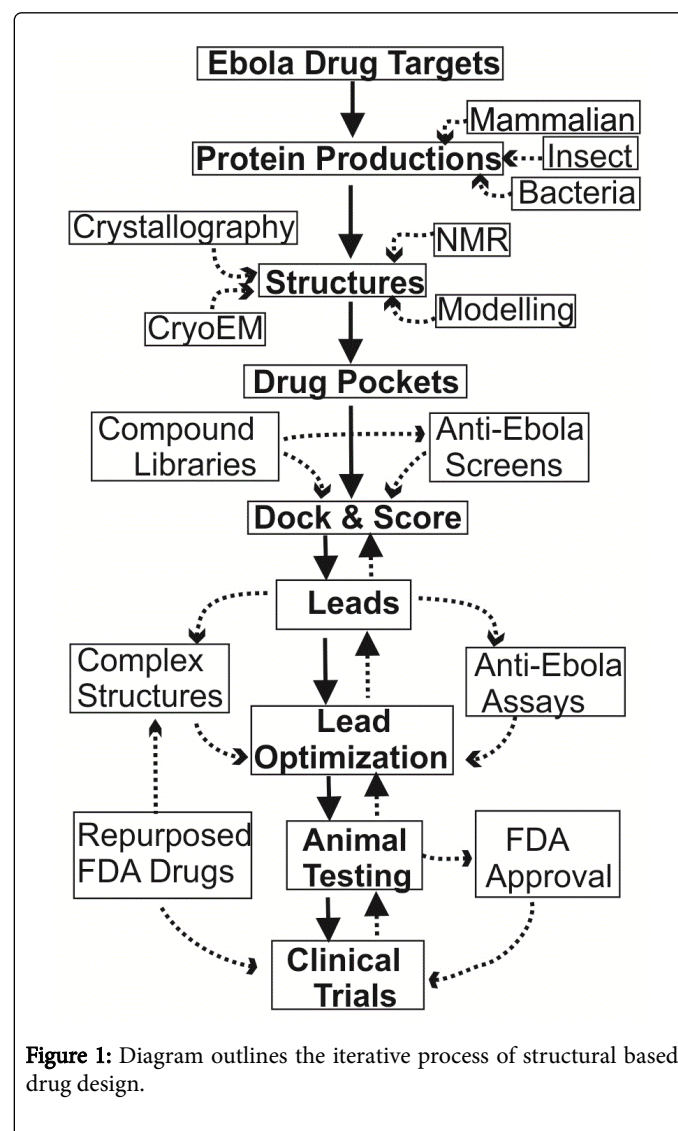 Ebola Drug Targets
Mammalian
Protein Productions
Insect
Bacteria
Crystallography
NMR
Structures
CryoEM
Modelling
Drug Pockets
Compound
Libraries
Anti-Ebola
Screens
Dock & Score
Leads
Complex
Structures
Anti-Ebola
Assays
Lead
Optimization
Repurposed
FDA Drugs
Animal
Testing
FDA
Approval
Clinical
Trials
Figure 1: Diagram outlines the iterative process of structural based
drug design.